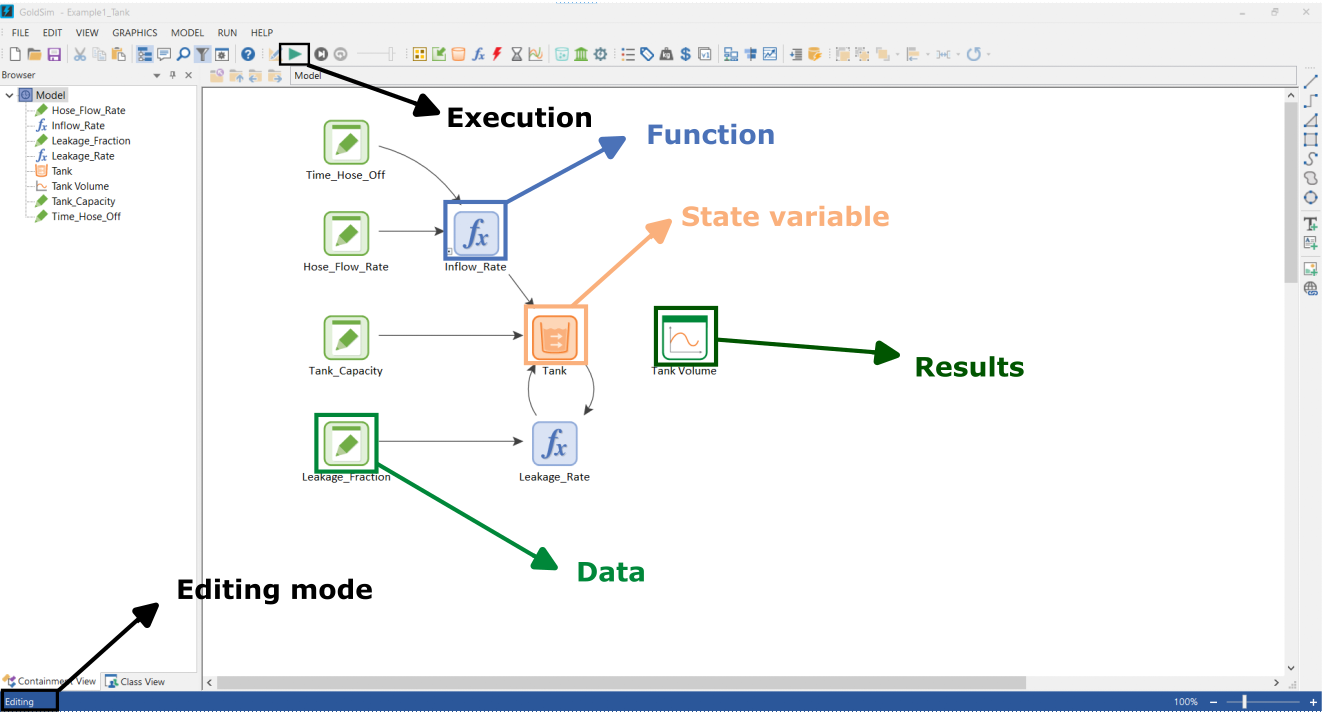 GoldSim - Example1_Tank
FILE EDIT VIEW GRAPHICS MODEL RUN HELP
Browser
Model
Model
Hose_Flow_Rate
Inflow_Rate
Leakage_Fraction
Leakage_Rate
Tank
Tank Volume
Tank_Capacity
Time_Hose_Off
Execution
Function
State variable
Results
Data
Editing mode
Time_Hose_Off
Hose_Flow_Rate
fx
Inflow_Rate
Tank_Capacity
Tank
Tank Volume
Leakage_Fraction
fx
Leakage_Rate
Containment View Class View
Editing
100%